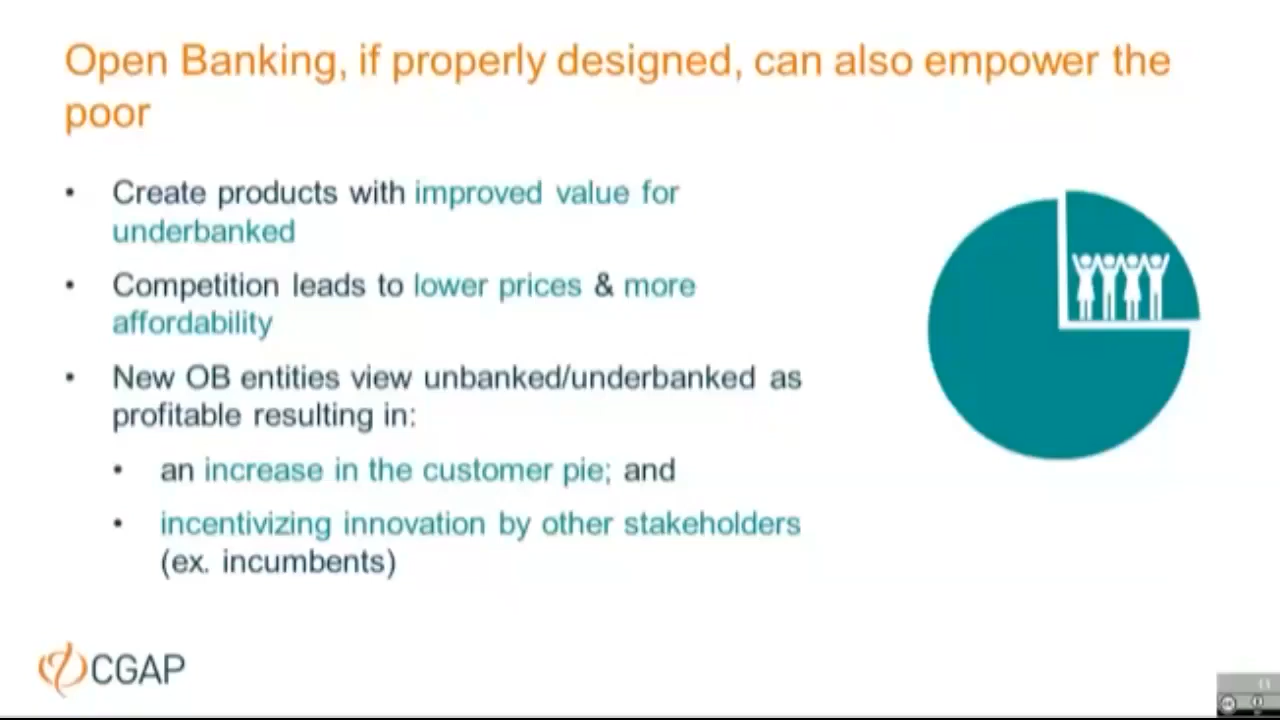 Open Banking, if properly designed, can also empower the
poor
• Create products with improved value for
underbanked
• Competition leads to lower prices & more
affordability
• New OB entities view unbanked/underbanked as
profitable resulting in:
• an increase in the customer pie; and
• incentivizing innovation by other stakeholders
(ex. incumbents)
CGAP